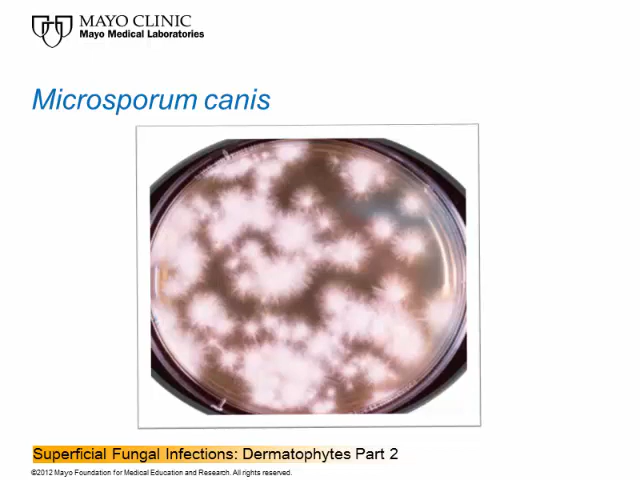 MAYO CLINIC
Mayo Medical Laboratories
Microsporum canis
Superficial Fungal Infections: Dermatophytes Part 2
©2012 Mayo Foundation for Medical Education and Research. All rights reserved.